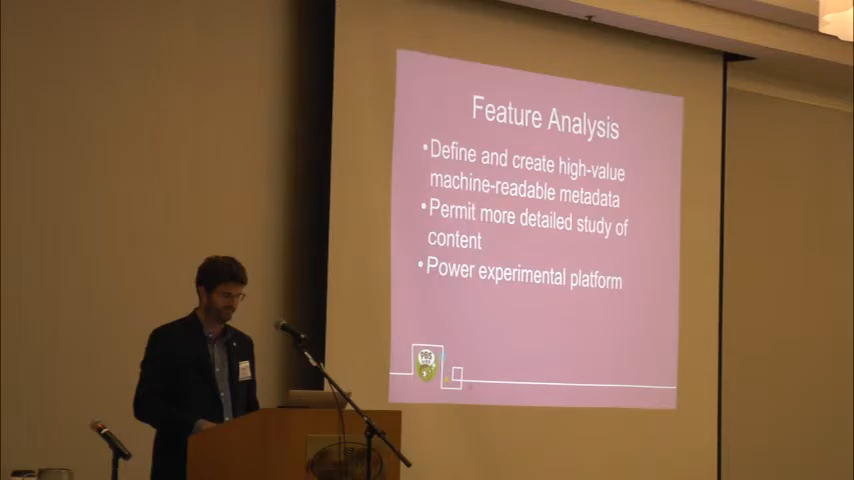 Feature Analysis
•Define and create high-value
machine-readable metadata
•Permit more detailed study of
content
•Power experimental platform
PBS